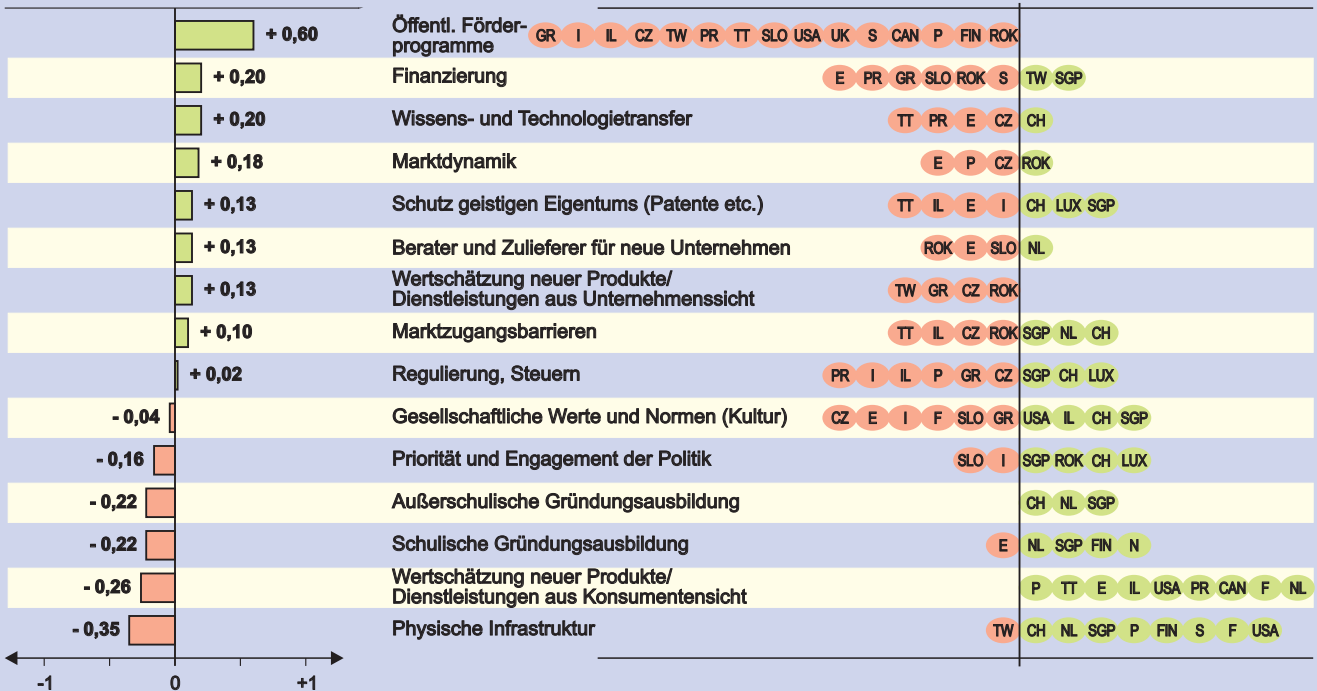 + 0,60 Öffentl. Förder-
programme GR I IL CZ TW PR TT SLO USA UK S CAN P FIN ROK
+ 0,20 Finanzierung E PR GR SLO ROK S TW SGP
+ 0,20 Wissens- und Technologietransfer TT PR E CZ CH
+ 0,18 Marktdynamik E P CZ ROK
+ 0,13 Schutz geistigen Eigentums (Patente etc.) TT IL E I CH LUX SGP
+ 0,13 Berater und Zulieferer für neue Unternehmen ROK E SLO NL
Wertschätzung neuer Produkte/
+ 0,13 Dienstleistungen aus Unternehmenssicht TW GR CZ ROK
+ 0,10 Marktzugangsbarrieren TT IL CZ ROK SGP NL CH
+ 0,02 Regulierung, Steuern PR I IL P GR CZ SGP CH LUX
- 0,04 Gesellschaftliche Werte und Normen (Kultur) CZ E I F SLO GR USA IL CH SGP
- 0,16 Priorität und Engagement der Politik SLO I SGP ROK CH LUX
- 0,22 Außerschulische Gründungsausbildung CH NL SGP
- 0,22 Schulische Gründungsausbildung E NL SGP FIN N
Wertschätzung neuer Produkte/
- 0,26 Dienstleistungen aus Konsumentensicht P TT E IL USA PR CAN F NL
- 0,35 Physische Infrastruktur TW CH NL SGP P FIN S F USA
-1 0 +1